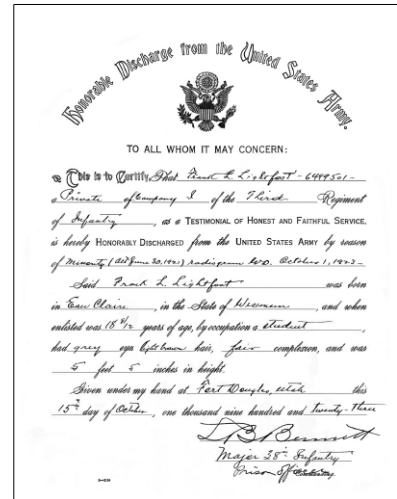 Honorable Discharge from the United States Army.
TO ALL WHOM IT MAY CONCERN:
This is to Certify, That Frank L. Lightfoot - 6499501 -
a Private of Company I of the Third Regiment
of Infantry, as a TESTIMONIAL OF HONEST AND FAITHFUL SERVICE,
is hereby HONORABLY DISCHARGED from the UNITED STATES ARMY by reason
of Minority (Act June 30, 1921) radiogram W.D. October 1, 1923 -
Said Frank L. Lightfoot was born
in Eau Claire, in the State of Wisconsin, and when
enlisted was 18 years of age, by occupation a student,
had grey eyes, light brown hair, fair complexion, and was
5 feet 5 inches in height.
Given under my hand at Fort Douglas, Utah this
15th day of October, one thousand nine hundred and twenty-three
Bennett
Major 38th Infantry
Prison